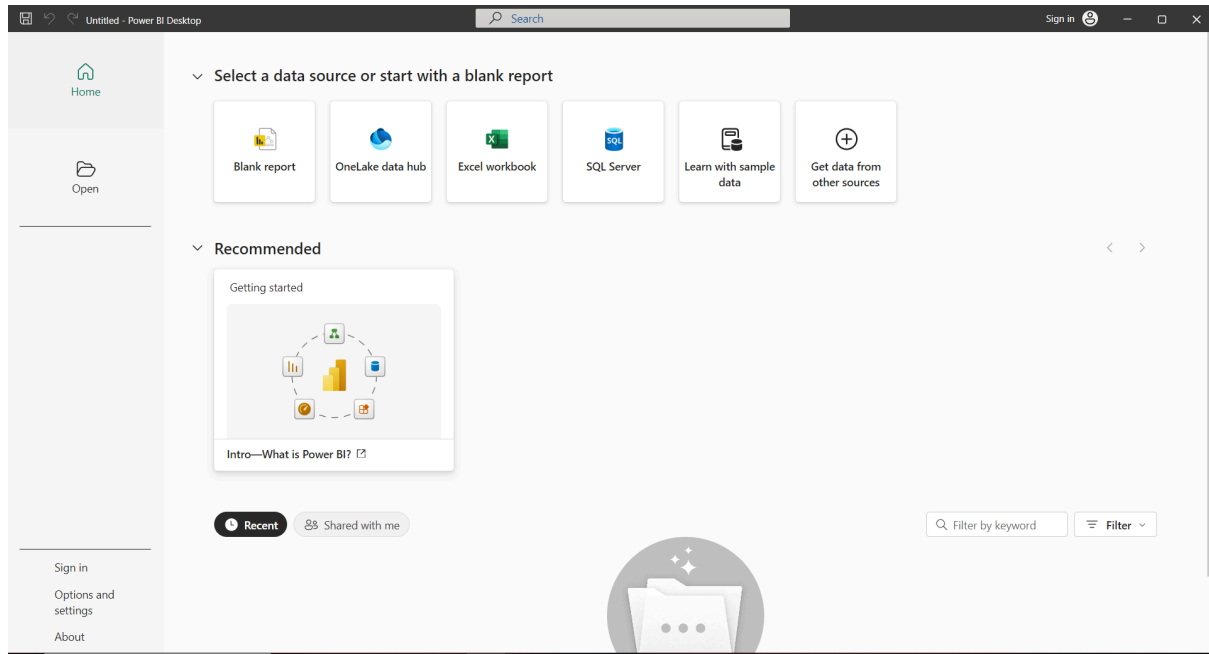 Untitled - Power BI Desktop
Search
Sign in
Home
Open
Select a data source or start with a blank report
Blank report
OneLake data hub
Excel workbook
SQL
SQL Server
Learn with sample
data
Get data from
other sources
Recommended
Getting started
Intro—What is Power BI?
Recent
Shared with me
Filter by keyword
Filter
Sign in
Options and
settings
About